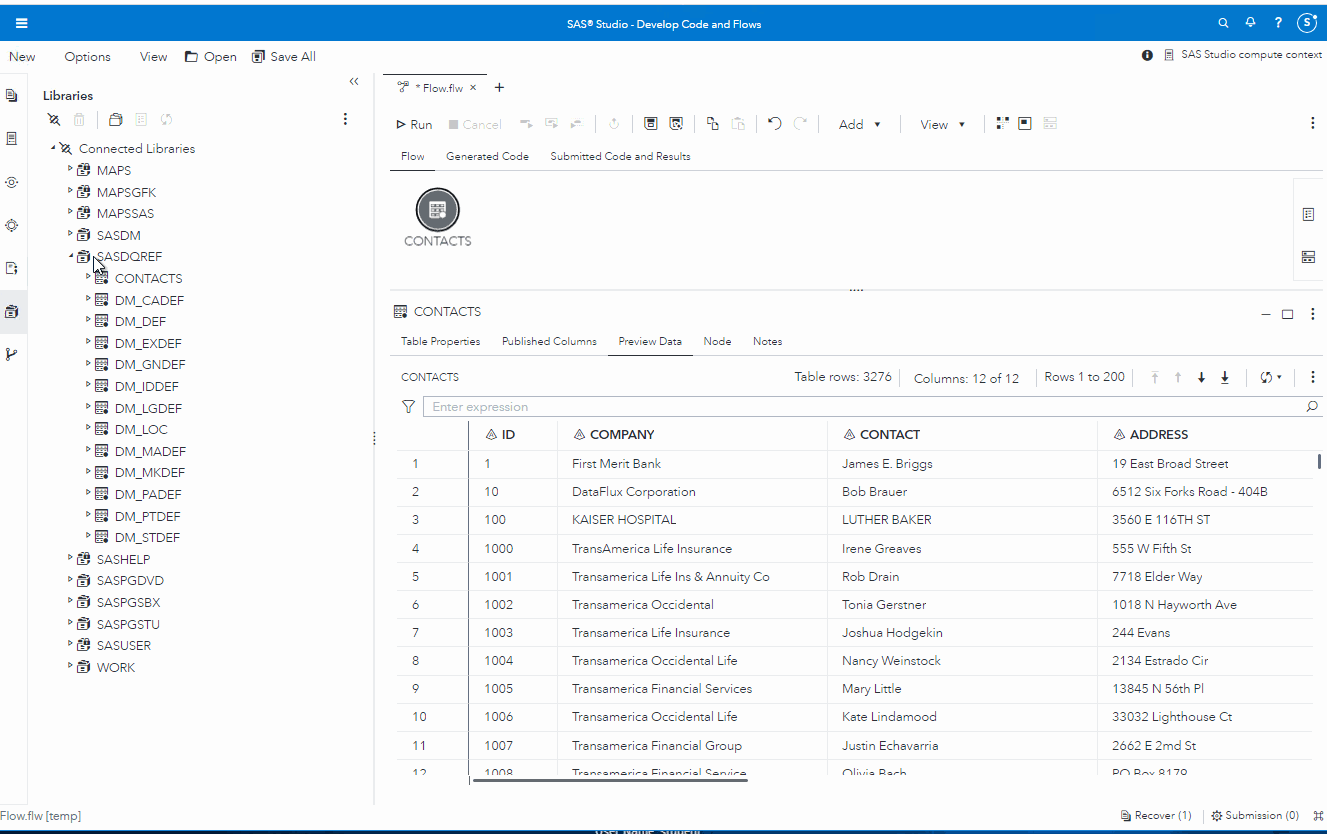 SAS® Studio - Develop Code and Flows
S
New Options View Open Save All
SAS Studio compute context
Libraries
Connected Libraries
MAPS
MAPSGFK
MAPSSAS
SASDM
SASDQREF
CONTACTS
DM_CADEF
DM_DEF
DM_EXDEF
DM_GNDEF
DM_IDDEF
DM_LGDEF
DM_LOC
DM_MADEF
DM_MKDEF
DM_PADEF
DM_PTDEF
DM_STDEF
SASHELP
SASPGDVD
SASPGSBX
SASPGSTU
SASUSER
WORK
* Flow.flw × +
Run Cancel Add View
Flow Generated Code Submitted Code and Results
CONTACTS
CONTACTS
Table Properties Published Columns Preview Data Node Notes
CONTACTS Table rows: 3276 Columns: 12 of 12 Rows 1 to 200
Enter expression
ID COMPANY CONTACT ADDRESS
1 1 First Merit Bank James E. Briggs 19 East Broad Street
2 10 DataFlux Corporation Bob Brauer 6512 Six Forks Road - 404B
3 100 KAISER HOSPITAL LUTHER BAKER 3560 E 116TH ST
4 1000 TransAmerica Life Insurance Irene Greaves 555 W Fifth St
5 1001 Transamerica Life Ins & Annuity Co Rob Drain 7718 Elder Way
6 1002 Transamerica Occidental Tonia Gerstner 1018 N Hayworth Ave
7 1003 Transamerica Life Insurance Joshua Hodgekin 244 Evans
8 1004 Transamerica Occidental Life Nancy Weinstock 2134 Estrado Cir
9 1005 Transamerica Financial Services Mary Little 13845 N 56th Pl
10 1006 Transamerica Occidental Life Kate Lindamood 33032 Lighthouse Ct
11 1007 Transamerica Financial Group Justin Echavarria 2662 E 2nd St
12 1008 Transamerica Financial Service Olivia Bach PO Box 8179
Flow.flw [temp] Recover (1) Submission (0)